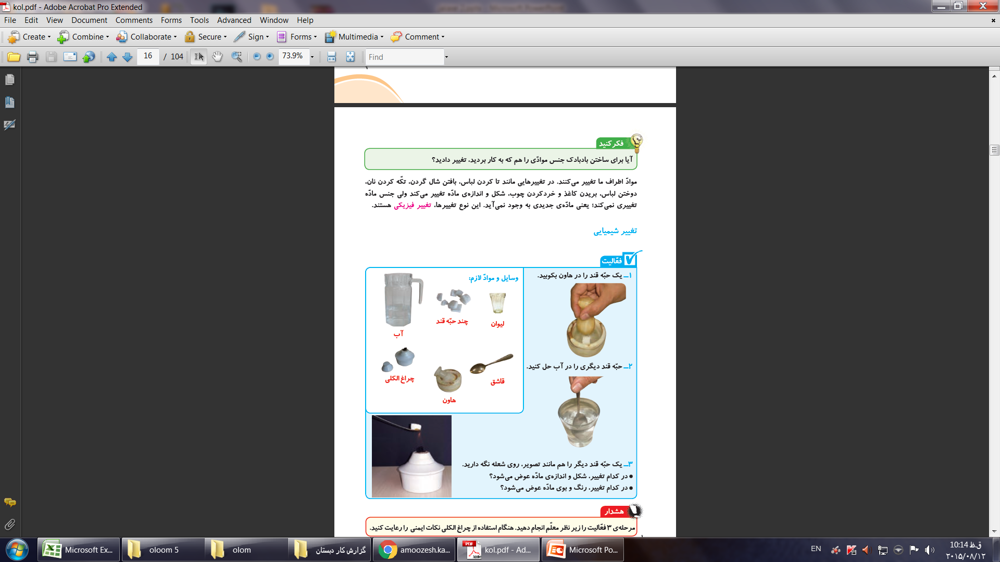 kol.pdf - Adobe Acrobat Pro Extended
File Edit View Document Comments Forms Tools Advanced Window Help
Create Combine Collaborate Secure Sign Forms Multimedia Comment
16 / 104 73.9% Find
فکر کنید
آیا برای ساختن بادبادک جنس موادّی را هم که به کار بردید، تغییر دادید؟
موادّ اطراف ما تغییر می‌کنند. در تغییرهایی مانند تا کردن لباس، بافتن شال گردن، تکّه کردن نان،
دوختن لباس، بریدن کاغذ و خردکردن چوب، شکل و اندازه‌ی مادّه تغییر می‌کند ولی جنس مادّه
تغییری نمی‌کند؛ یعنی مادّه‌ی جدیدی به وجود نمی‌آید. این نوع تغییرها، تغییر فیزیکی هستند.
تغییر شیمیایی
فعّالیت
۱ـ یک حبّه قند را در هاون بکوبید.
وسایل و موادّ لازم:
لیوان
چند حبّه قند
آب
قاشق
هاون
چراغ الکلی
۲ـ حبّه قند دیگری را در آب حل کنید.
۳ـ یک حبّه قند دیگر را هم مانند تصویر، روی شعله نگه دارید.
● در کدام تغییر، شکل و اندازه‌ی مادّه عوض می‌شود؟
● در کدام تغییر، رنگ و بوی مادّه عوض می‌شود؟
هشدار
مرحله‌ی ۳ فعّالیت را زیر نظر معلّم انجام دهید. هنگام استفاده از چراغ الکلی نکات ایمنی را رعایت کنید.
Microsoft Ex... oloom 5 olom گزارش کار دبستان amoozesh.ka... kol.pdf - Ad... Microsoft Po... EN
10:14 ق.ظ
۲۰۱۵/۰۸/۱۲